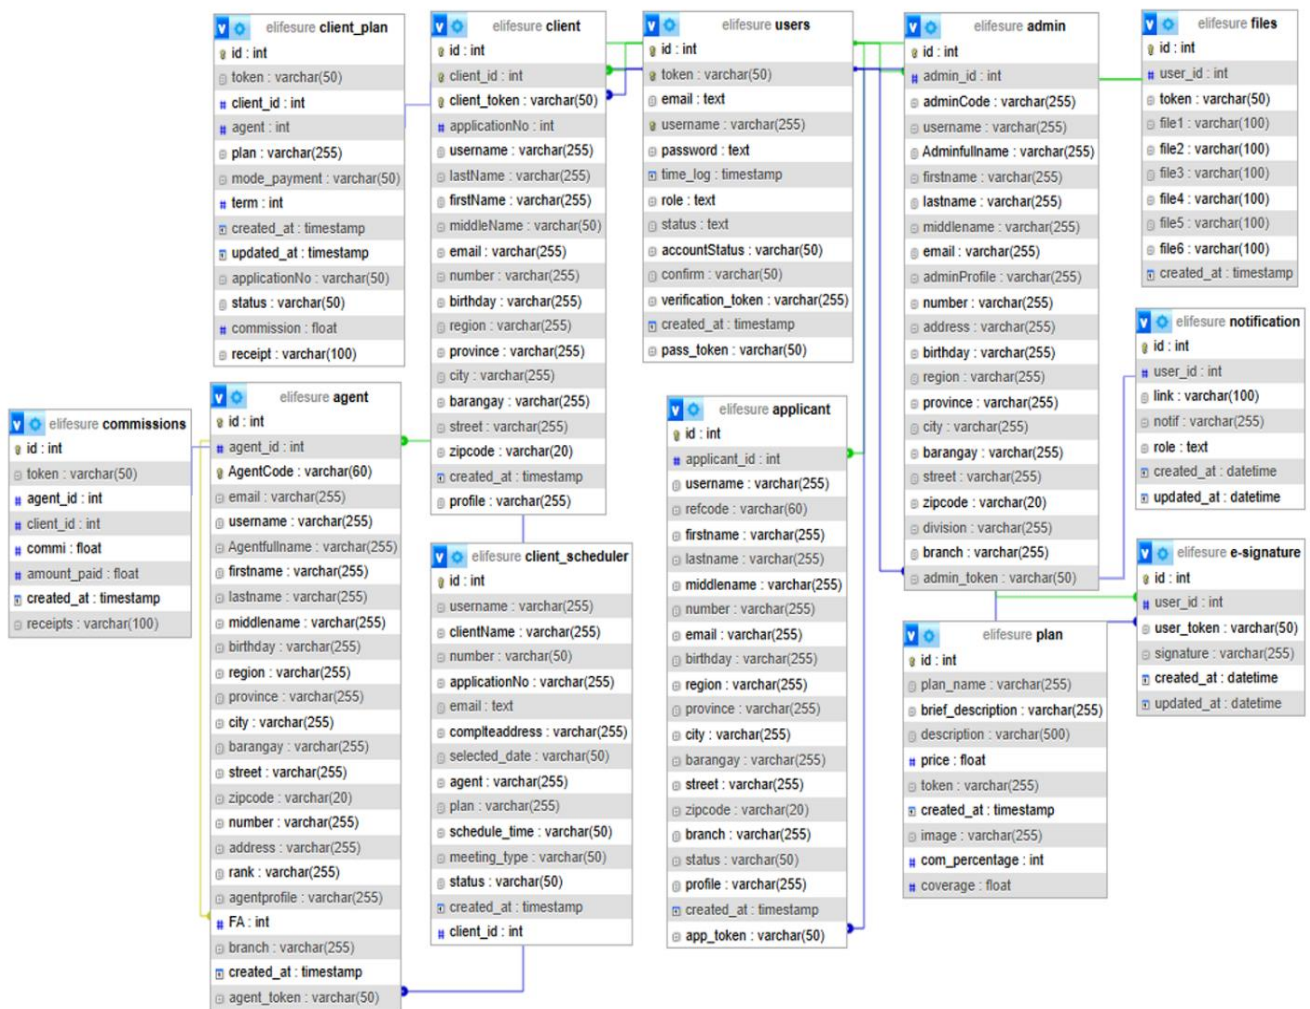 elifesure client_plan
id : int
token : varchar(50)
client_id : int
agent : int
plan : varchar(255)
mode_payment : varchar(50)
term : int
created_at : timestamp
updated_at : timestamp
applicationNo : varchar(50)
status : varchar(50)
commission : float
receipt : varchar(100)
elifesure client
id : int
client_id : int
client_token : varchar(50)
applicationNo : int
username : varchar(255)
lastName : varchar(255)
firstName : varchar(255)
middleName : varchar(50)
email : varchar(255)
number : varchar(255)
birthday : varchar(255)
region : varchar(255)
province : varchar(255)
city : varchar(255)
barangay : varchar(255)
street : varchar(255)
zipcode : varchar(20)
created_at : timestamp
profile : varchar(255)
elifesure users
id : int
token : varchar(50)
email : text
username : varchar(255)
password : text
time_log : timestamp
role : text
status : text
accountStatus : varchar(50)
confirm : varchar(50)
verification_token : varchar(255)
created_at : timestamp
pass_token : varchar(50)
elifesure admin
id : int
admin_id : int
adminCode : varchar(255)
username : varchar(255)
Adminfullname : varchar(255)
firstname : varchar(255)
lastname : varchar(255)
middlename : varchar(255)
email : varchar(255)
adminProfile : varchar(255)
number : varchar(255)
address : varchar(255)
birthday : varchar(255)
region : varchar(255)
province : varchar(255)
city : varchar(255)
barangay : varchar(255)
street : varchar(255)
zipcode : varchar(20)
division : varchar(255)
branch : varchar(255)
admin_token : varchar(50)
elifesure files
id : int
user_id : int
token : varchar(50)
file1 : varchar(100)
file2 : varchar(100)
file3 : varchar(100)
file4 : varchar(100)
file5 : varchar(100)
file6 : varchar(100)
created_at : timestamp
elifesure notification
id : int
user_id : int
link : varchar(100)
notif : varchar(255)
role : text
created_at : datetime
updated_at : datetime
elifesure commissions
id : int
token : varchar(50)
agent_id : int
client_id : int
commi : float
amount_paid : float
created_at : timestamp
receipts : varchar(100)
elifesure agent
id : int
agent_id : int
AgentCode : varchar(60)
email : varchar(255)
username : varchar(255)
Agentfullname : varchar(255)
firstname : varchar(255)
lastname : varchar(255)
middlename : varchar(255)
birthday : varchar(255)
region : varchar(255)
province : varchar(255)
city : varchar(255)
barangay : varchar(255)
street : varchar(255)
zipcode : varchar(20)
number : varchar(255)
address : varchar(255)
rank : varchar(255)
agentprofile : varchar(255)
FA : int
branch : varchar(255)
created_at : timestamp
agent_token : varchar(50)
elifesure client_scheduler
id : int
username : varchar(255)
clientName : varchar(255)
number : varchar(50)
applicationNo : varchar(255)
email : text
complteaddress : varchar(255)
selected_date : varchar(50)
agent : varchar(255)
plan : varchar(255)
schedule_time : varchar(50)
meeting_type : varchar(50)
status : varchar(50)
created_at : timestamp
client_id : int
elifesure applicant
id : int
applicant_id : int
username : varchar(255)
refcode : varchar(60)
firstname : varchar(255)
lastname : varchar(255)
middlename : varchar(255)
number : varchar(255)
email : varchar(255)
birthday : varchar(255)
region : varchar(255)
province : varchar(255)
city : varchar(255)
barangay : varchar(255)
street : varchar(255)
zipcode : varchar(20)
branch : varchar(255)
status : varchar(50)
profile : varchar(255)
created_at : timestamp
app_token : varchar(50)
elifesure plan
id : int
plan_name : varchar(255)
brief_description : varchar(255)
description : varchar(500)
price : float
token : varchar(255)
created_at : timestamp
image : varchar(255)
com_percentage : int
coverage : float
elifesure e-signature
id : int
user_id : int
user_token : varchar(50)
signature : varchar(255)
created_at : datetime
updated_at : datetime